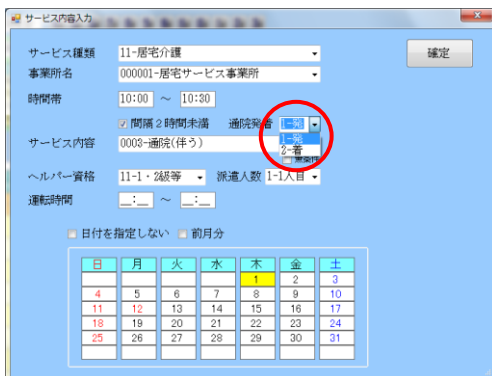 サービス内容入力
サービス種類 11-居宅介護 確定
事業所名 000001-居宅サービス事業所
時間帯 10:00 ～ 10:30
間隔２時間未満 通院発着 1-発
1-発
サービス内容 0003-通院(伴う) 2-着
ヘルパー資格 11-1・2級等 派遣人数 1-1人目
運転時間 __:__ ～ __:__
日付を指定しない 前月分
日 月 火 水 木 金 土
1 2 3
4 5 6 7 8 9 10
11 12 13 14 15 16 17
18 19 20 21 22 23 24
25 26 27 28 29 30 31